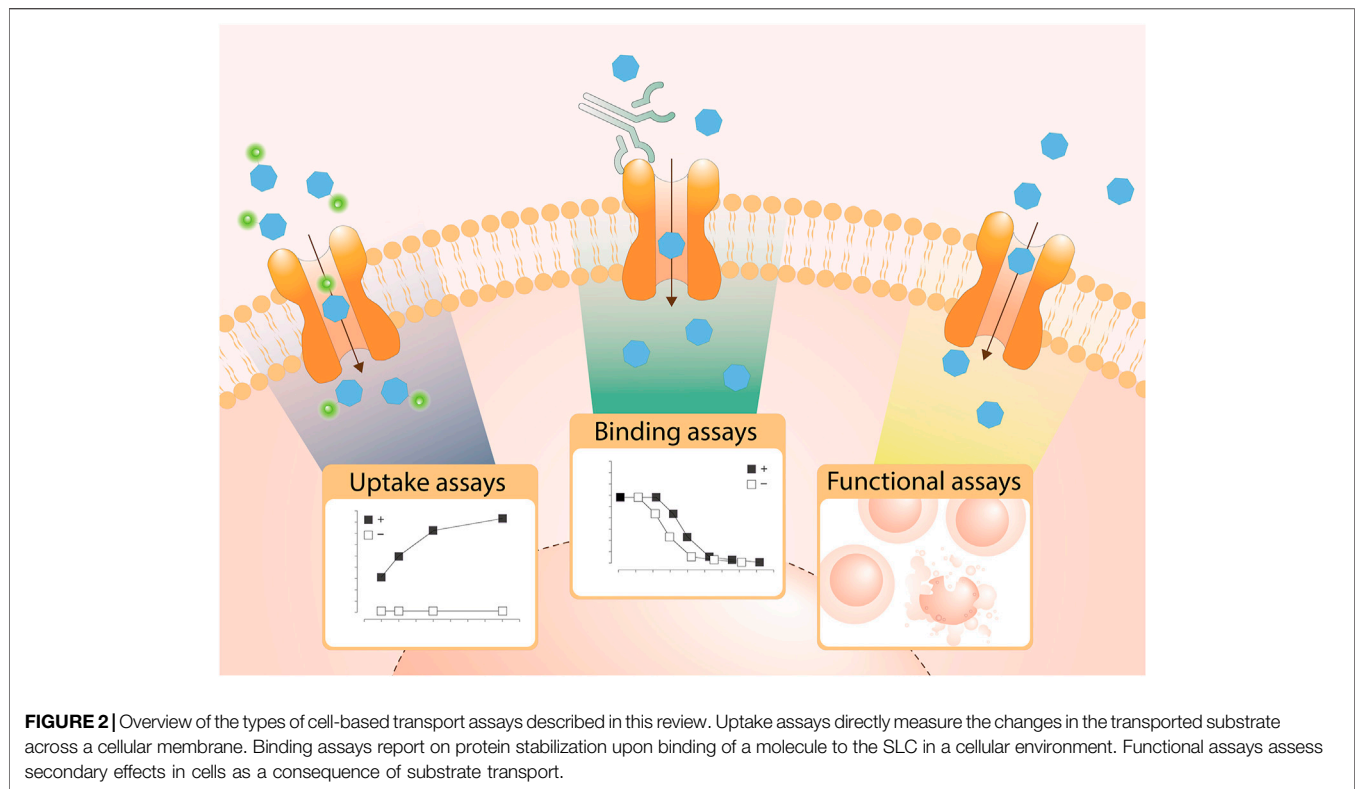 Binding assays
+
−
Uptake assays
+
−
Functional assays
FIGURE 2 | Overview of the types of cell-based transport assays described in this review. Uptake assays directly measure the changes in the transported substrate
across a cellular membrane. Binding assays report on protein stabilization upon binding of a molecule to the SLC in a cellular environment. Functional assays assess
secondary effects in cells as a consequence of substrate transport.